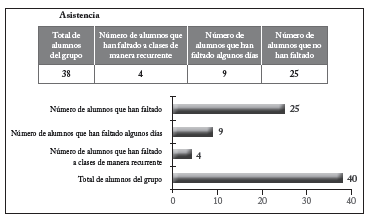 Asistencia
Total de alumnos del grupo
Número de alumnos que han faltado a clases de manera recurrente
Número de alumnos que han faltado algunos días
Número de alumnos que no han faltado
38 4 9 25
Número de alumnos que han faltado 25
Número de alumnos que han faltado algunos días 9
Número de alumnos que han faltado
a clases de manera recurrente 4
Total de alumnos del grupo 40
0 10 20 30 40